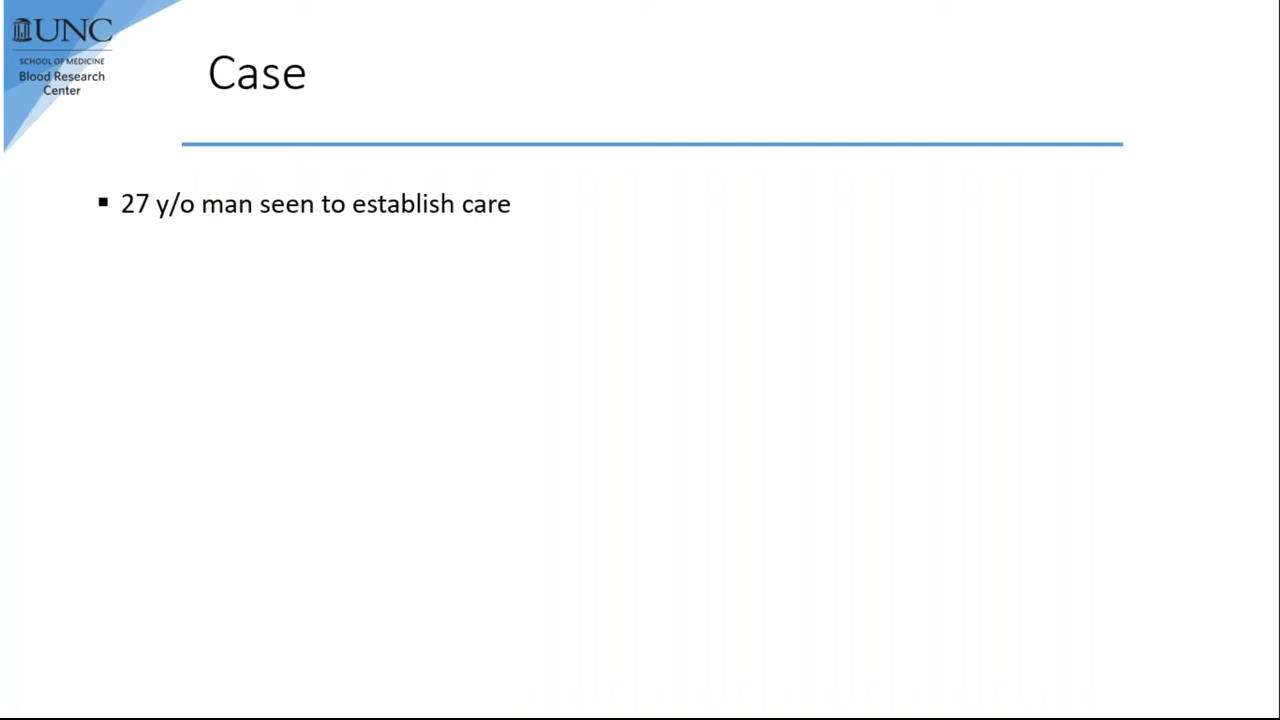 UNC
SCHOOL OF MEDICINE
Blood Research
Center
Case
▪ 27 y/o man seen to establish care